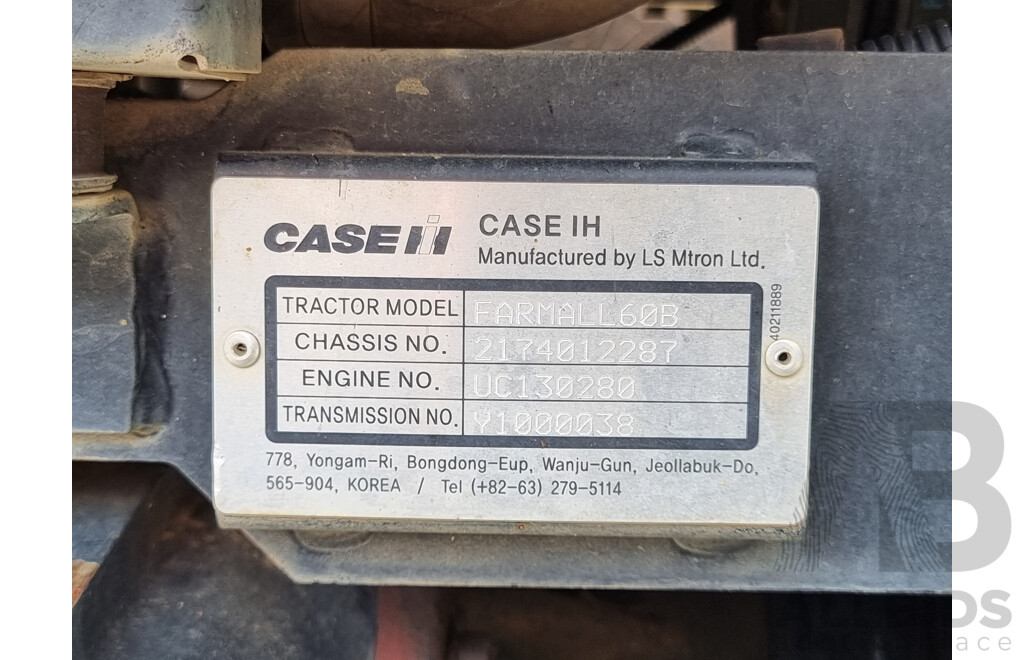 CASE IH
CASE IH
Manufactured by LS Mtron Ltd.
TRACTOR MODEL FARMALL60B
CHASSIS NO. 2174012287
ENGINE NO. UC130280
TRANSMISSION NO. Y1000038
40211889
778, Yongam-Ri, Bongdong-Eup, Wanju-Gun, Jeollabuk-Do,
565-904, KOREA / Tel (+82-63) 279-5114
B